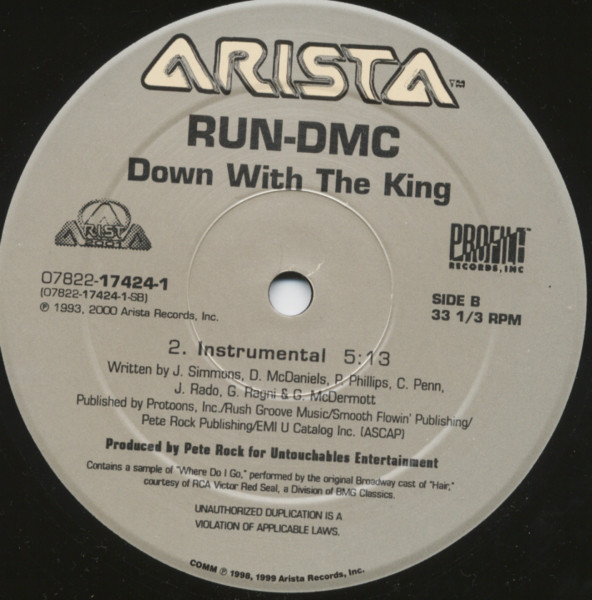 ARISTA™
RUN-DMC
Down With The King
ARISTA
2000
PROFILE™
RECORDS, INC
07822-17424-1
(07822-17424-1-SB)
℗ 1993, 2000 Arista Records, Inc.
SIDE B
33 1/3 RPM
2. Instrumental 5:13
Written by J. Simmons, D. McDaniels, P. Phillips, C. Penn,
J. Rado, G. Ragni & G. McDermott
Published by Protoons, Inc./Rush Groove Music/Smooth Flowin' Publishing/
Pete Rock Publishing/EMI U Catalog Inc. (ASCAP)
Produced by Pete Rock for Untouchables Entertainment
Contains a sample of "Where Do I Go," performed by the original Broadway cast of "Hair,"
courtesy of RCA Victor Red Seal, a Division of BMG Classics.
UNAUTHORIZED DUPLICATION IS A
VIOLATION OF APPLICABLE LAWS.
COMM ℗ 1998, 1999 Arista Records, Inc.